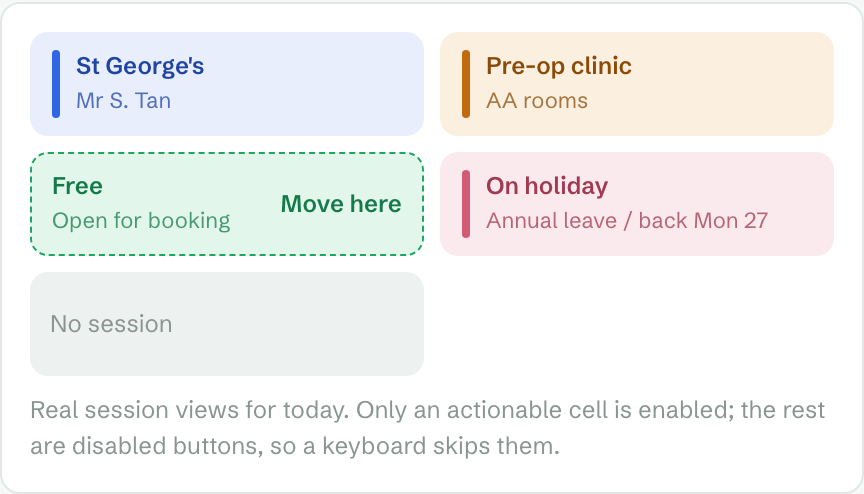 St George's
Mr S. Tan
Pre-op clinic
AA rooms
Free
Open for booking
Move here
On holiday
Annual leave / back Mon 27
No session
Real session views for today. Only an actionable cell is enabled; the rest
are disabled buttons, so a keyboard skips them.